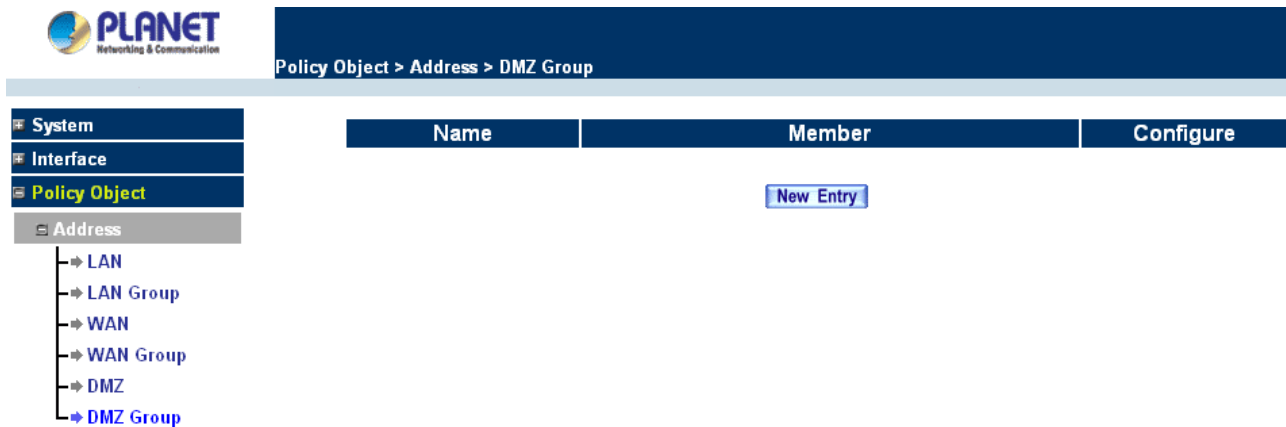 PLANET
Networking & Communication
Policy Object > Address > DMZ Group
System
Interface
Policy Object
Address
LAN
LAN Group
WAN
WAN Group
DMZ
DMZ Group
Name Member Configure
New Entry